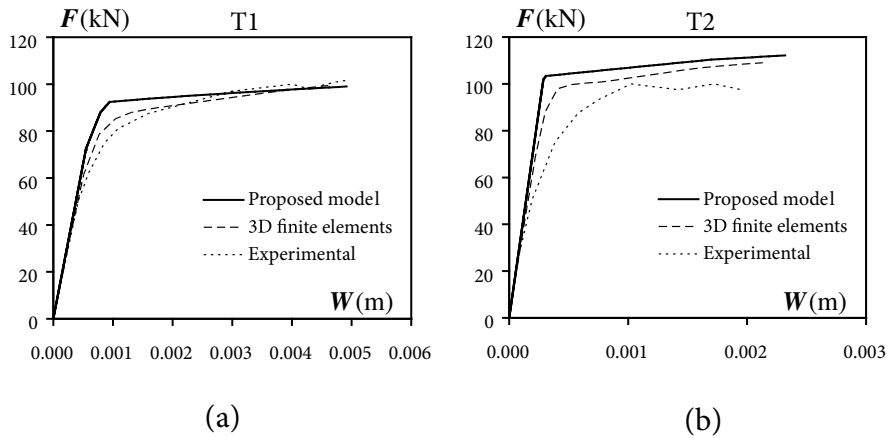 F(kN) T1
120
100
80
60
40
20
0
Proposed model
3D finite elements
Experimental
W(m)
0.000 0.001 0.002 0.003 0.004 0.005 0.006
(a)
F(kN) T2
120
100
80
60
40
20
0
Proposed model
3D finite elements
Experimental
W(m)
0.000 0.001 0.002 0.003
(b)